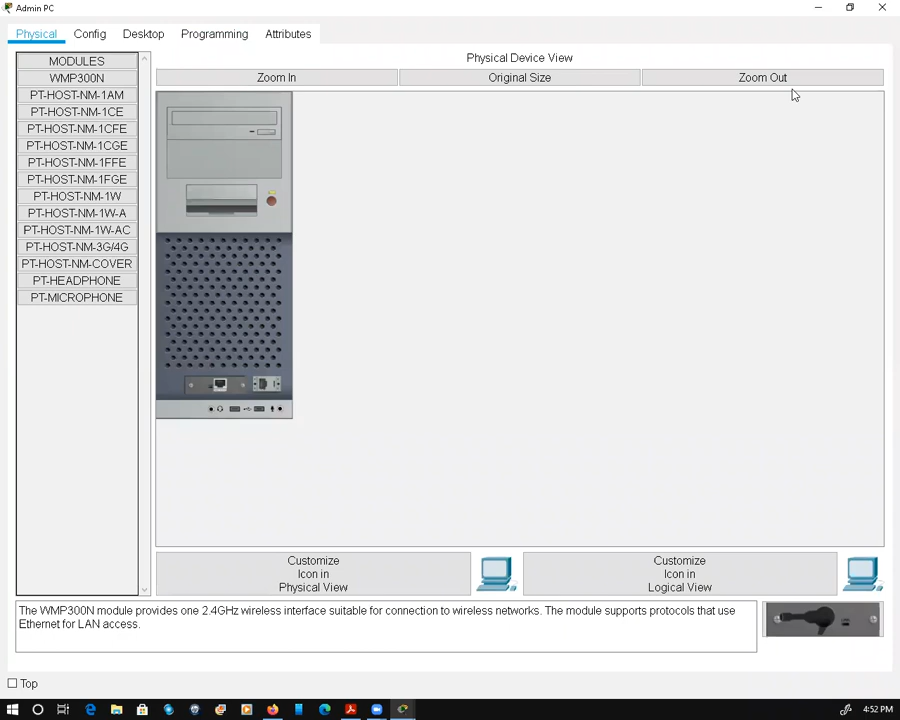 Admin PC
Physical Config Desktop Programming Attributes
MODULES
WMP300N
PT-HOST-NM-1AM
PT-HOST-NM-1CE
PT-HOST-NM-1CFE
PT-HOST-NM-1CGE
PT-HOST-NM-1FFE
PT-HOST-NM-1FGE
PT-HOST-NM-1W
PT-HOST-NM-1W-A
PT-HOST-NM-1W-AC
PT-HOST-NM-3G/4G
PT-HOST-NM-COVER
PT-HEADPHONE
PT-MICROPHONE
Physical Device View
Zoom In Original Size Zoom Out
Customize
Icon in
Physical View
Customize
Icon in
Logical View
The WMP300N module provides one 2.4GHz wireless interface suitable for connection to wireless networks. The module supports protocols that use
Ethernet for LAN access.
Top
4:52 PM